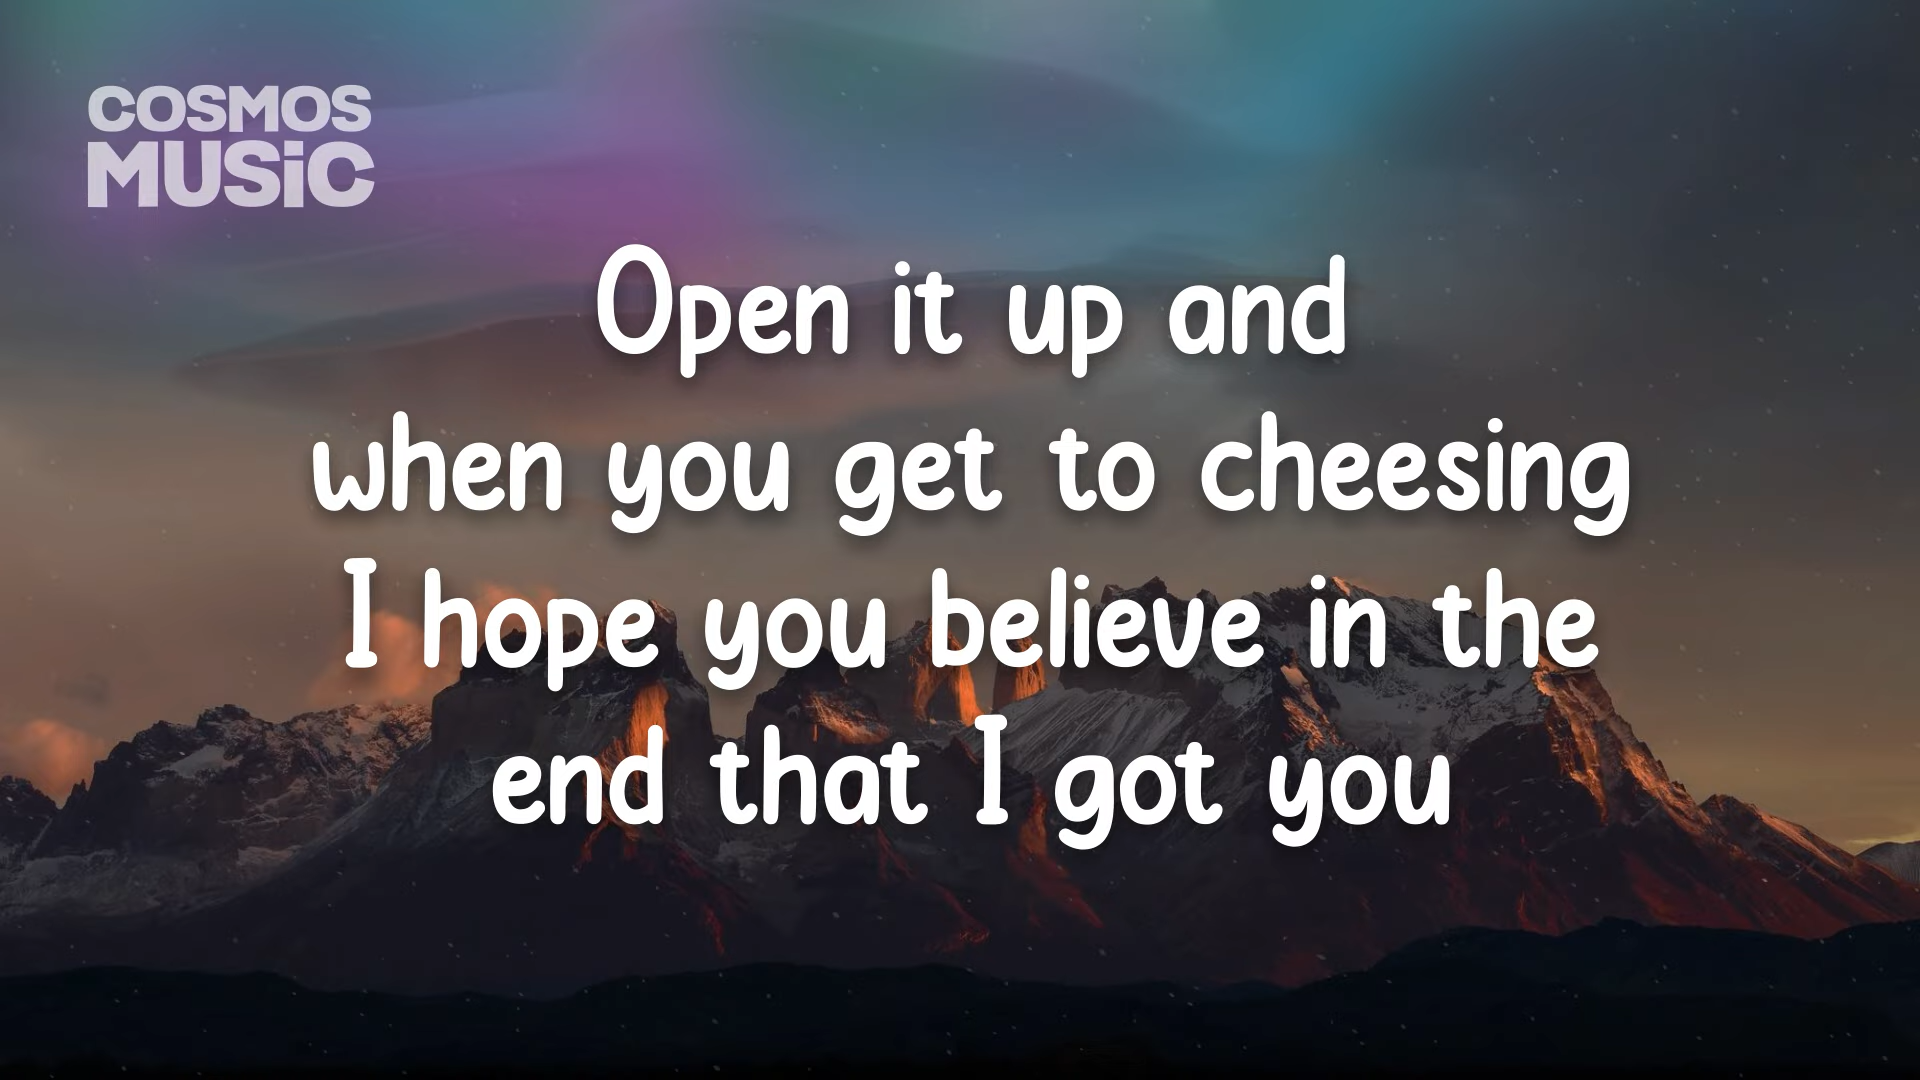 COSMOS
MUSiC
Open it up and
when you get to cheesing
I hope you believe in the
end that I got you